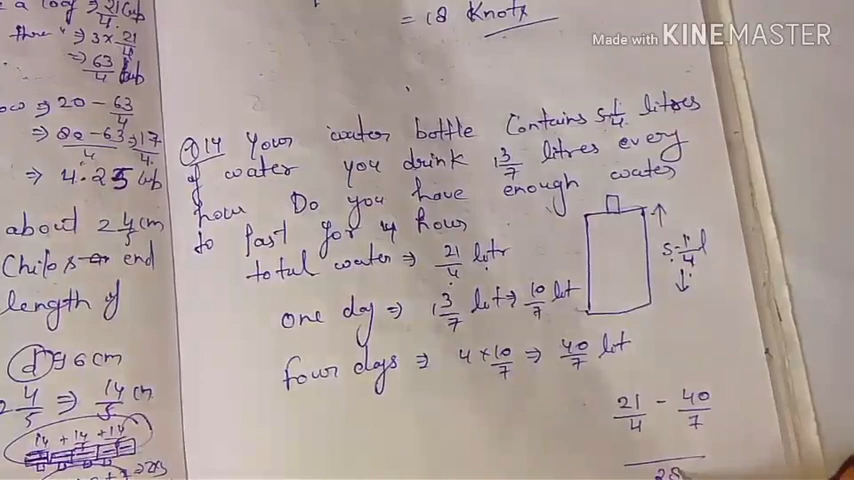 = 18 Knots
Made with KINEMASTER
three " ⇒ 3 × 21/4
⇒ 63/4
⇒ 20 - 63/4
⇒ 80 - 63/4 ⇒ 17/4
⇒ 4.25
about 2 4/5 cm
end
length of
(d) 96 cm
2 4/5 ⇒ 14/5 cm
14 + 14 + 14
Q14 Your water bottle Contains 5 1/4 litres
of water you drink 1 3/7 litres every
hour Do you have enough water
to last for 4 hour
total water ⇒ 21/4 litr
5 1/4 l
one day ⇒ 1 3/7 lit ⇒ 10/7 lit
four days ⇒ 4 × 10/7 ⇒ 40/7 lit
21/4 - 40/7
28